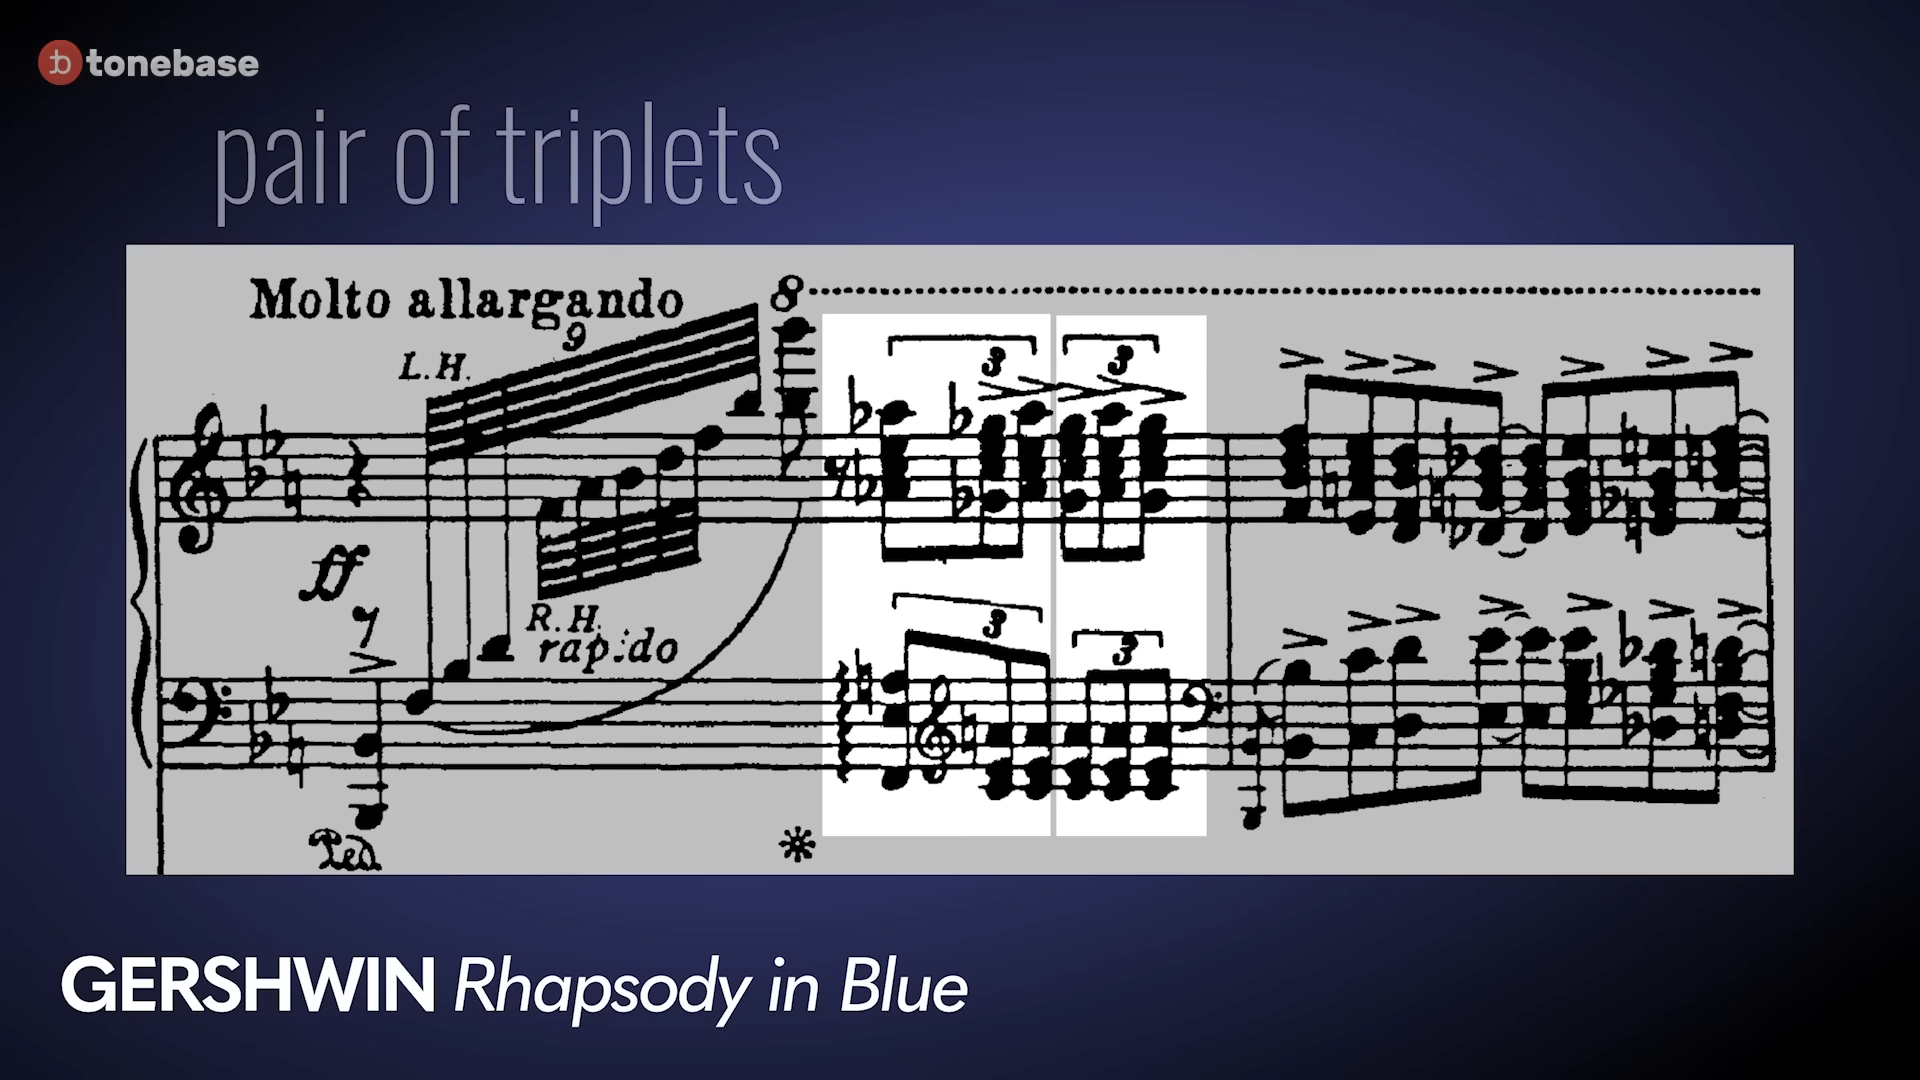 tonebase
pair of triplets
Molto allargando
8
9
3
3
L.H.
ff
R.H.
rapido
3
3
Ped
GERSHWIN Rhapsody in Blue